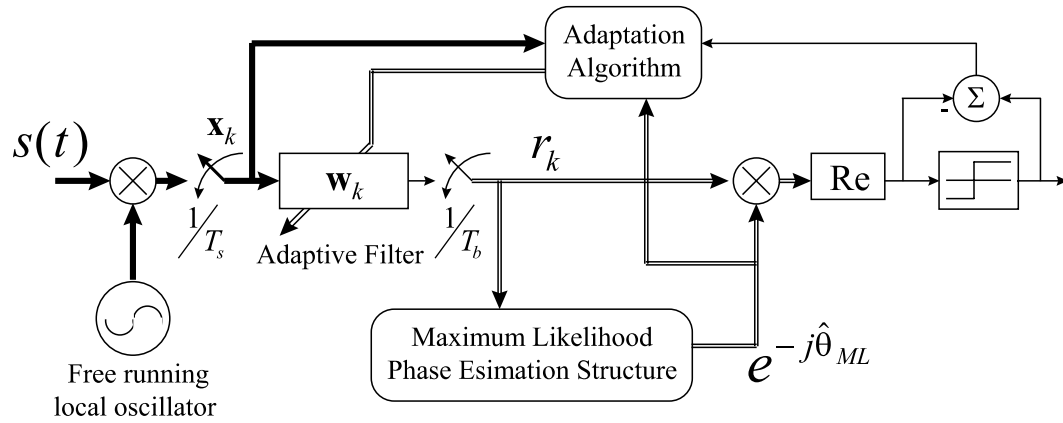 Adaptation
Algorithm
Σ
-
s(t)
x_k
w_k
r_k
Re
1/T_s
1/T_b
Adaptive Filter
Maximum Likelihood
Phase Esimation Structure
e^{-jθ̂_{ML}}
Free running
local oscillator